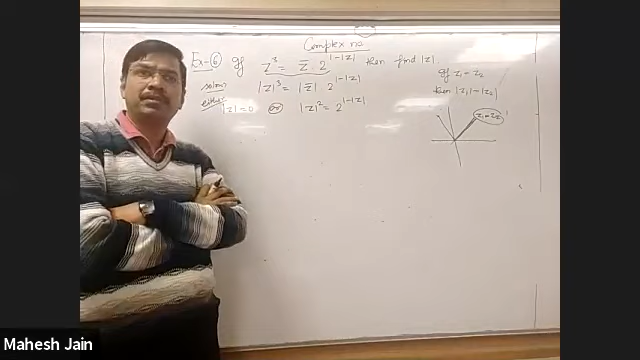 Complex no.
Ex-6 If z³ = z̄ · 2^(1-|z|) then find |z|.
soln |z|³ = |z̄| 2^(1-|z|)
either |z| = 0 or |z|² = 2^(1-|z|)
If z₁ = z₂
then |z₁| = |z₂|
z₁ = z₂
Mahesh Jain